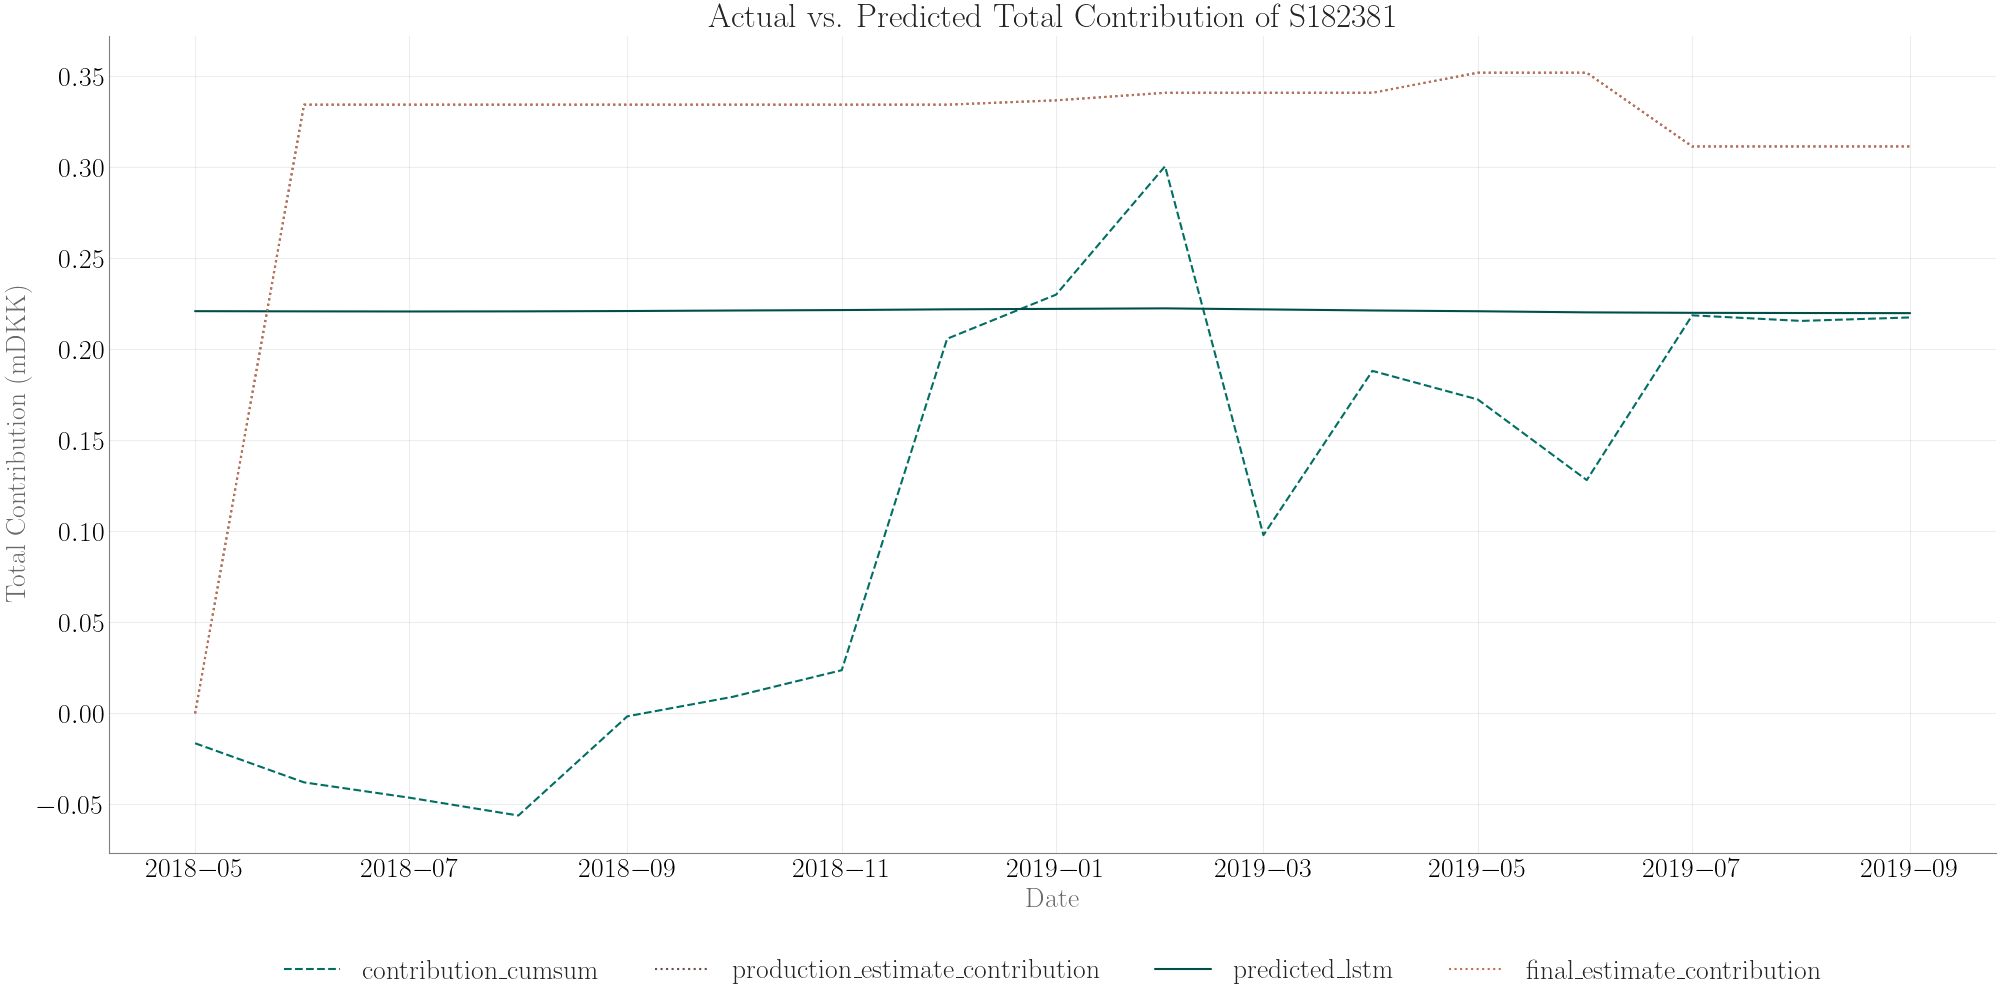 Actual vs. Predicted Total Contribution of S182381
Total Contribution (mDKK)
0.35
0.30
0.25
0.20
0.15
0.10
0.05
0.00
−0.05
2018−05 2018−07 2018−09 2018−11 2019−01 2019−03 2019−05 2019−07 2019−09
Date
contribution_cumsum production_estimate_contribution predicted_lstm final_estimate_contribution